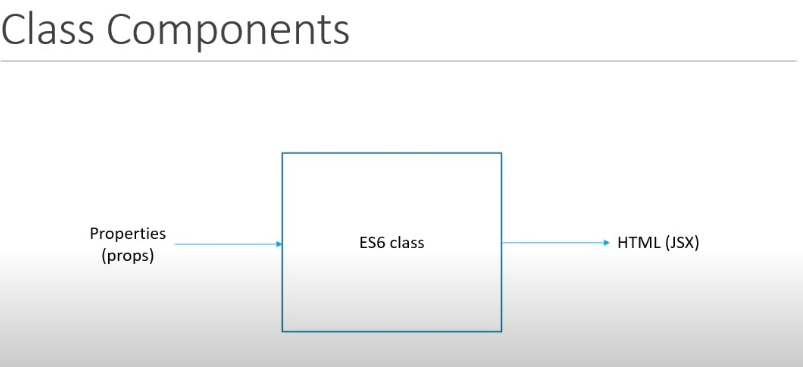 Class Components
Properties
(props)
ES6 class
HTML (JSX)